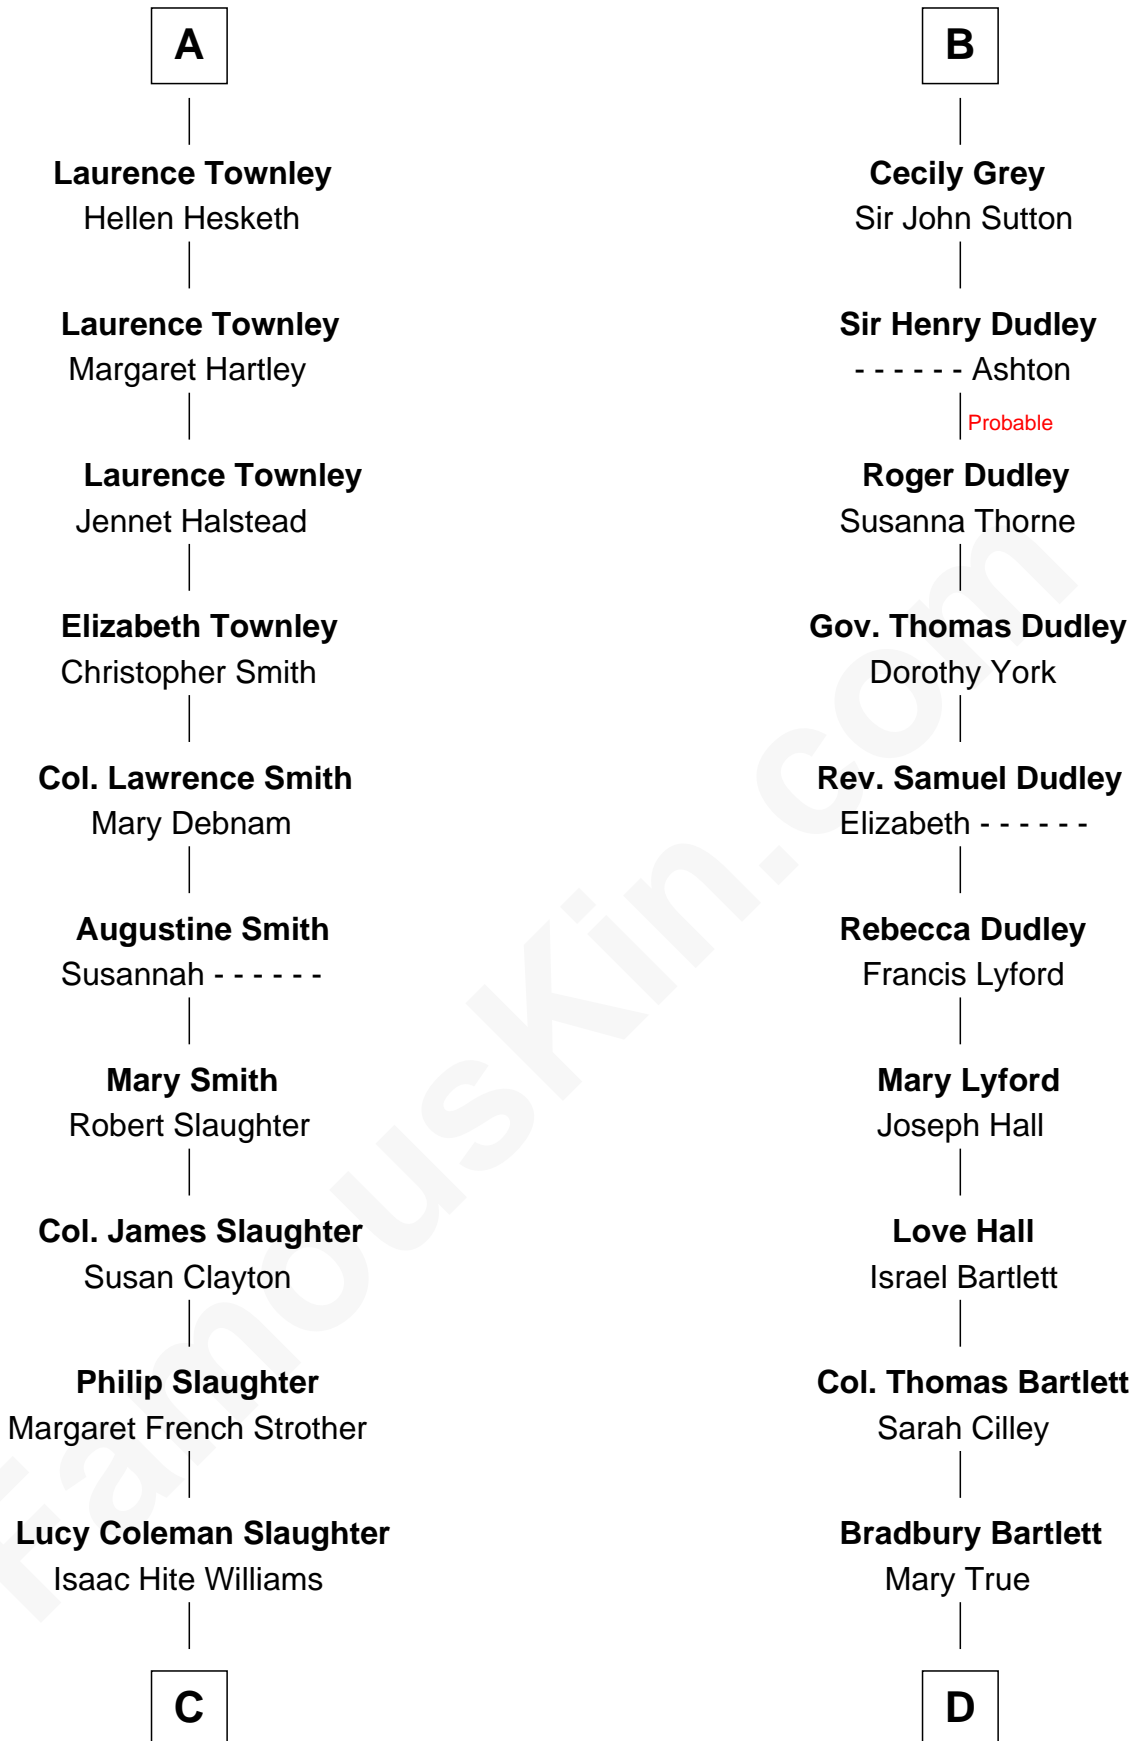 A
Laurence Townley
Hellen Hesketh
Laurence Townley
Margaret Hartley
Laurence Townley
Jennet Halstead
Elizabeth Townley
Christopher Smith
Col. Lawrence Smith
Mary Debnam
Augustine Smith
Susannah - - - - - -
Mary Smith
Robert Slaughter
Col. James Slaughter
Susan Clayton
Philip Slaughter
Margaret French Strother
Lucy Coleman Slaughter
Isaac Hite Williams
C
B
Cecily Grey
Sir John Sutton
Sir Henry Dudley
- - - - - - Ashton
Probable
Roger Dudley
Susanna Thorne
Gov. Thomas Dudley
Dorothy York
Rev. Samuel Dudley
Elizabeth - - - - - -
Rebecca Dudley
Francis Lyford
Mary Lyford
Joseph Hall
Love Hall
Israel Bartlett
Col. Thomas Bartlett
Sarah Cilley
Bradbury Bartlett
Mary True
D
FamousKin.com